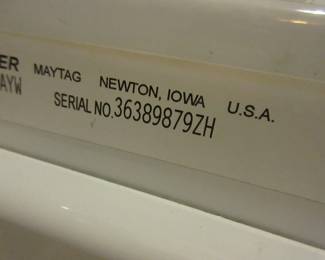 ER MAYTAG NEWTON, IOWA U.S.A.
AYW SERIAL NO. 36389879ZH